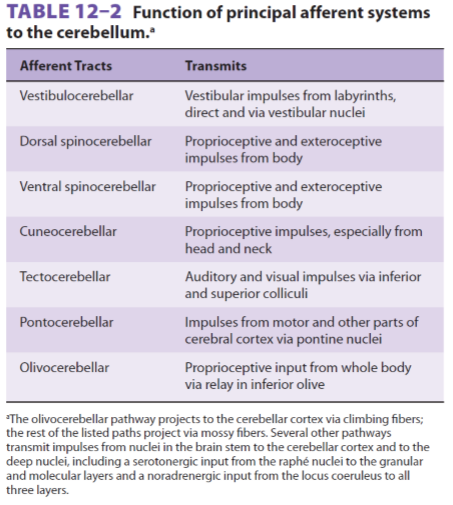 TABLE 12–2 Function of principal afferent systems
to the cerebellum.ᵃ
Afferent Tracts Transmits
Vestibulocerebellar Vestibular impulses from labyrinths,
direct and via vestibular nuclei
Dorsal spinocerebellar Proprioceptive and exteroceptive
impulses from body
Ventral spinocerebellar Proprioceptive and exteroceptive
impulses from body
Cuneocerebellar Proprioceptive impulses, especially from
head and neck
Tectocerebellar Auditory and visual impulses via inferior
and superior colliculi
Pontocerebellar Impulses from motor and other parts of
cerebral cortex via pontine nuclei
Olivocerebellar Proprioceptive input from whole body
via relay in inferior olive
ᵃThe olivocerebellar pathway projects to the cerebellar cortex via climbing fibers;
the rest of the listed paths project via mossy fibers. Several other pathways
transmit impulses from nuclei in the brain stem to the cerebellar cortex and to the
deep nuclei, including a serotonergic input from the raphé nuclei to the granular
and molecular layers and a noradrenergic input from the locus coeruleus to all
three layers.